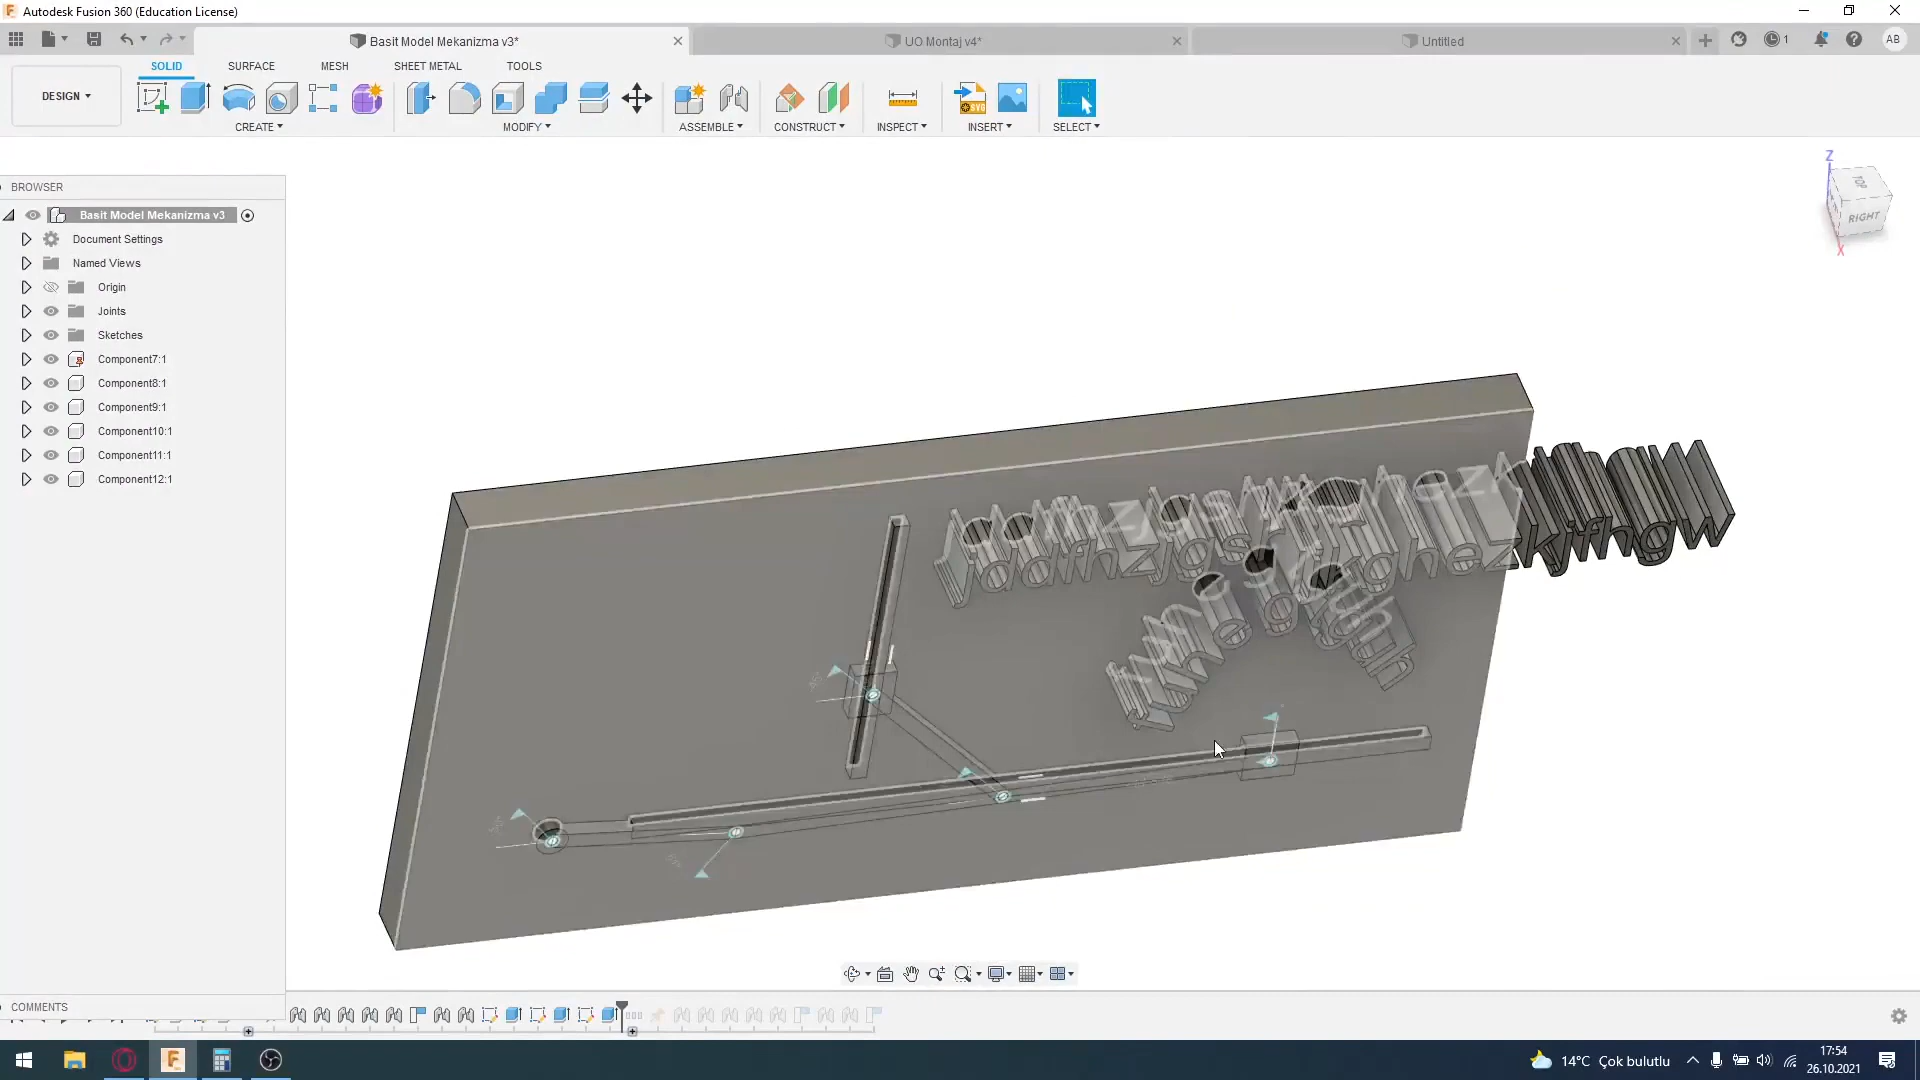 Autodesk Fusion 360 (Education License)
Basit Model Mekanizma v3*
UO Montaj v4*
Untitled
1
AB
DESIGN
SOLID
SURFACE
MESH
SHEET METAL
TOOLS
CREATE
MODIFY
ASSEMBLE
CONSTRUCT
INSPECT
INSERT
SELECT
BROWSER
Basit Model Mekanizma v3
Document Settings
Named Views
Origin
Joints
Sketches
Component7:1
Component8:1
Component9:1
Component10:1
Component11:1
Component12:1
Z
TOP
RIGHT
X
COMMENTS
14°C Çok bulutlu
17:54
26.10.2021